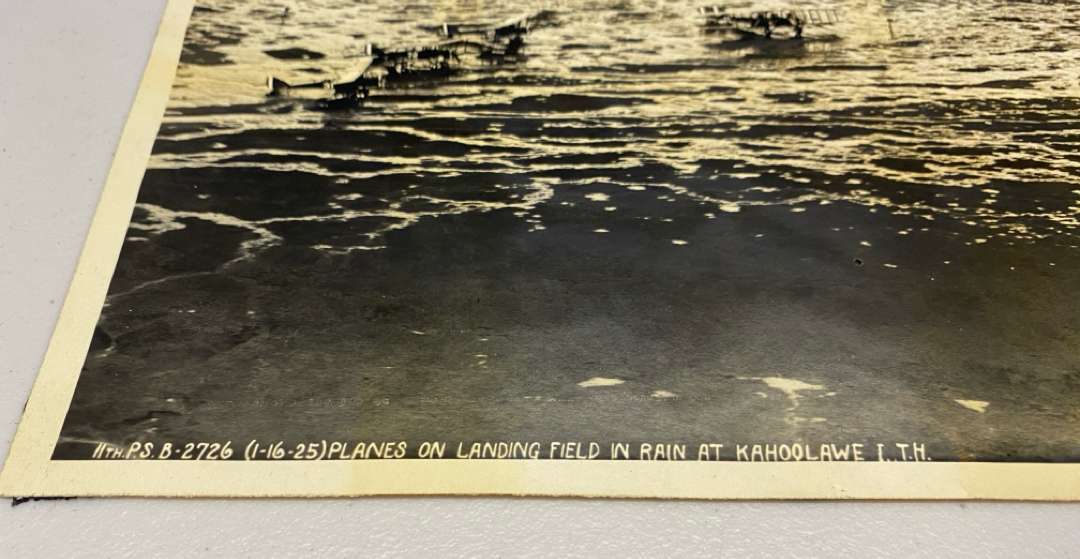 11TH.P.S. B-2726 (1-16-25) PLANES ON LANDING FIELD IN RAIN AT KAHOOLAWE I. T.H.